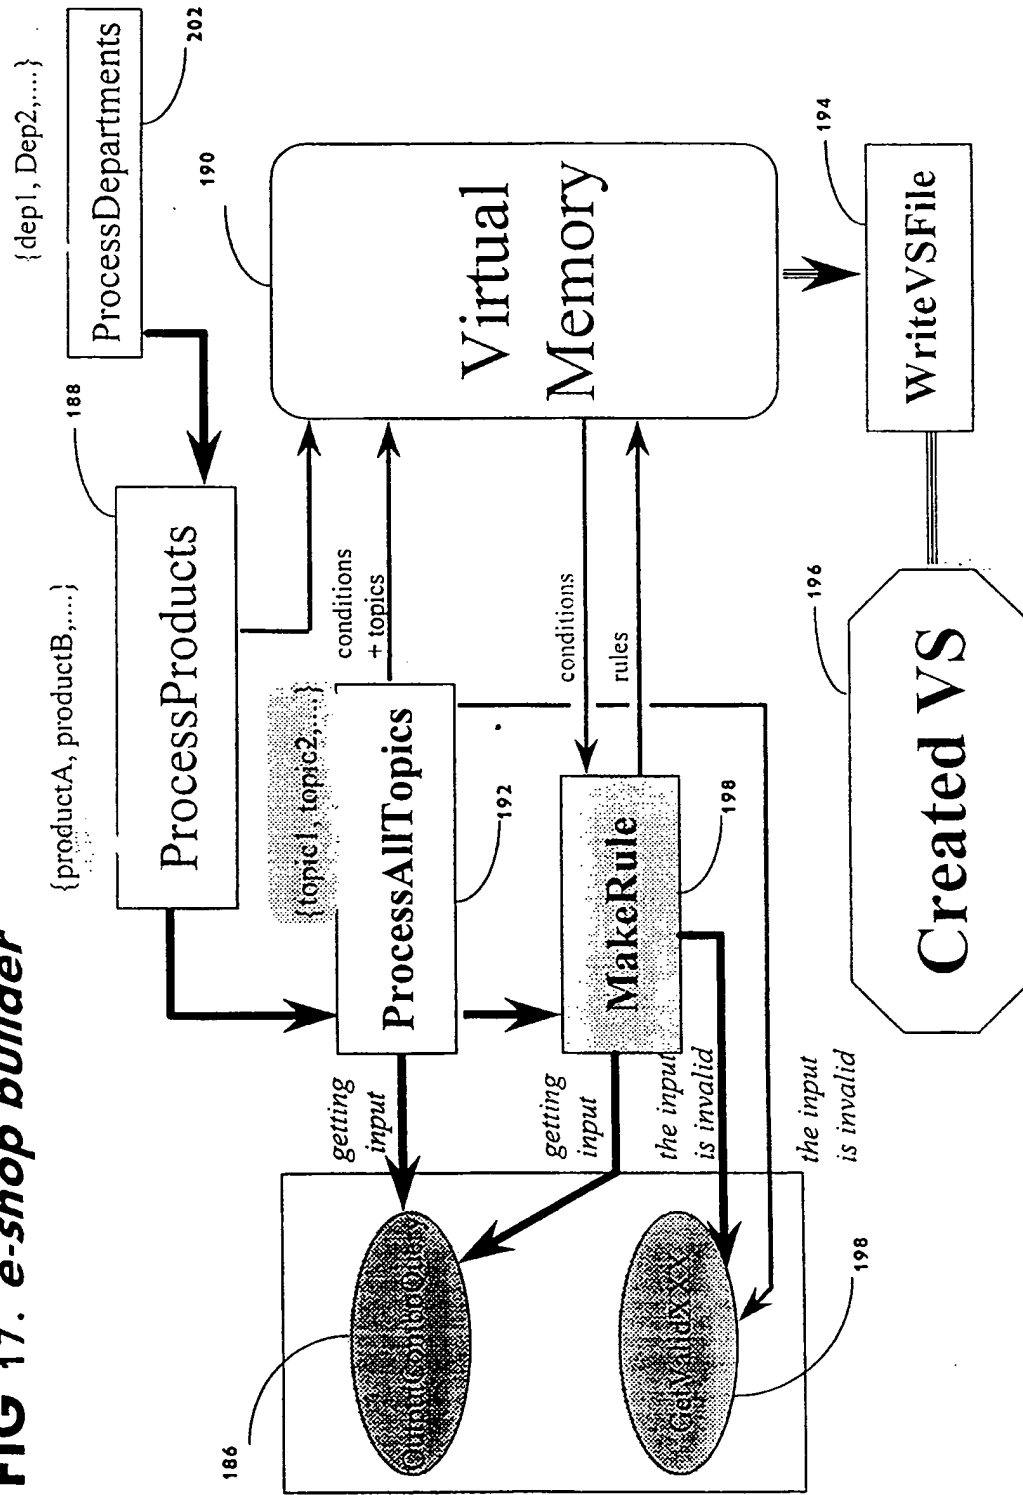 FIG 17. e-shop builder
{dep1, Dep2,....}
ProcessDepartments
202
{productA, productB,....}
188
ProcessProducts
190
{topic1, topic2,....}
conditions
+ topics
ProcessAllTopics
192
Virtual
Memory
getting
input
conditions
rules
MakeRule
198
getting
input
the input
is invalid
the input
is invalid
186
OutputComboQuery
GetValidXXX
198
194
WriteVSFile
196
Created VS